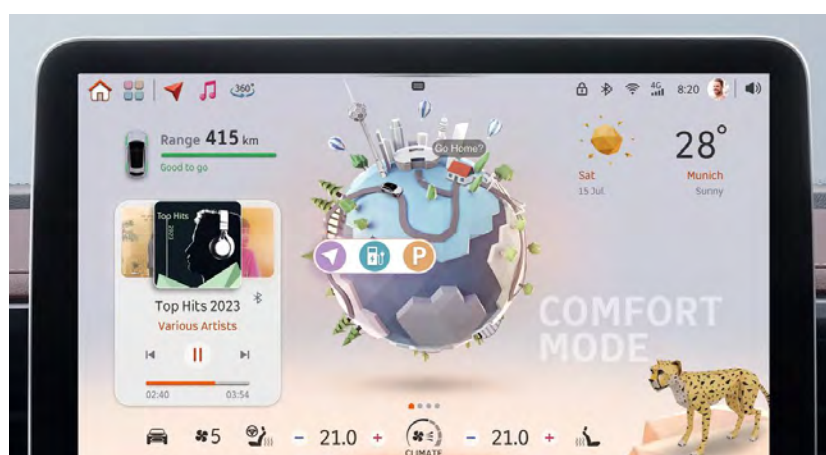 360°
4G
8:20
Range 415 km
Good to go
Go Home?
28°
Sat
Munich
15 Jul
Sunny
Top Hits
2023
P
Top Hits 2023
Various Artists
02:40
03:54
COMFORT
MODE
5
- 21.0 +
- 21.0 +
CLIMATE